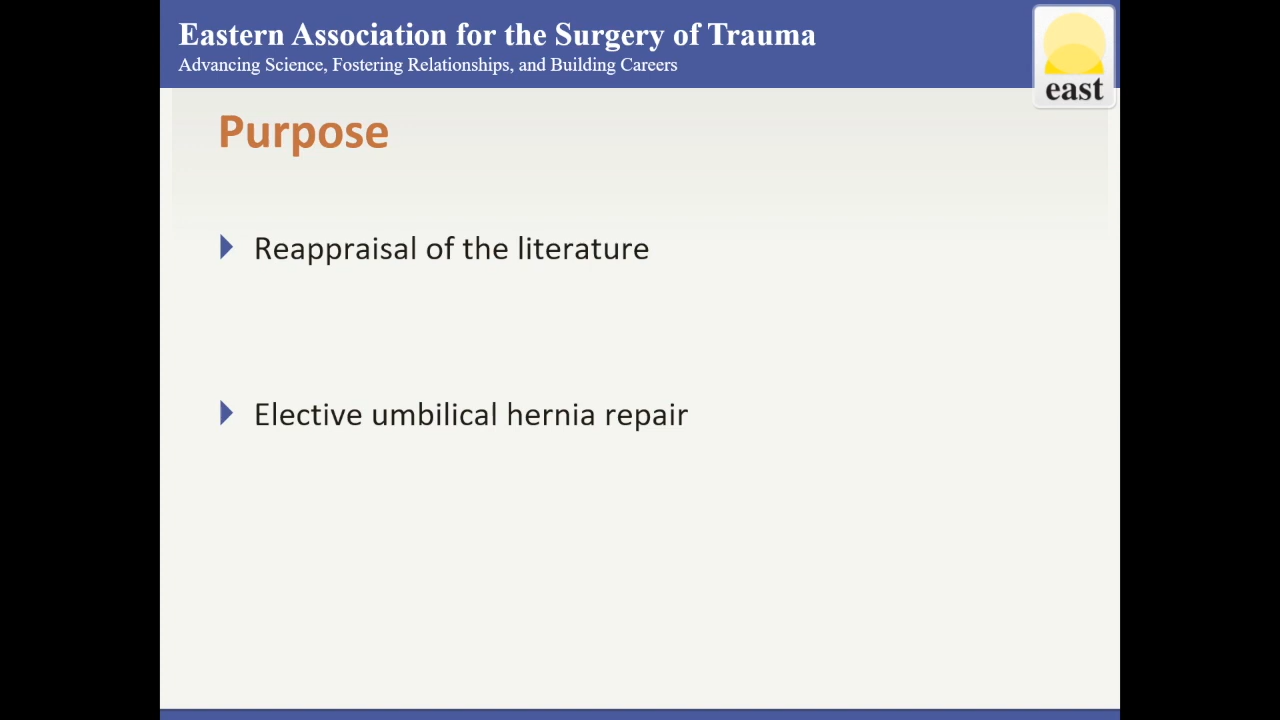 Eastern Association for the Surgery of Trauma
Advancing Science, Fostering Relationships, and Building Careers
east
Purpose
Reappraisal of the literature
Elective umbilical hernia repair